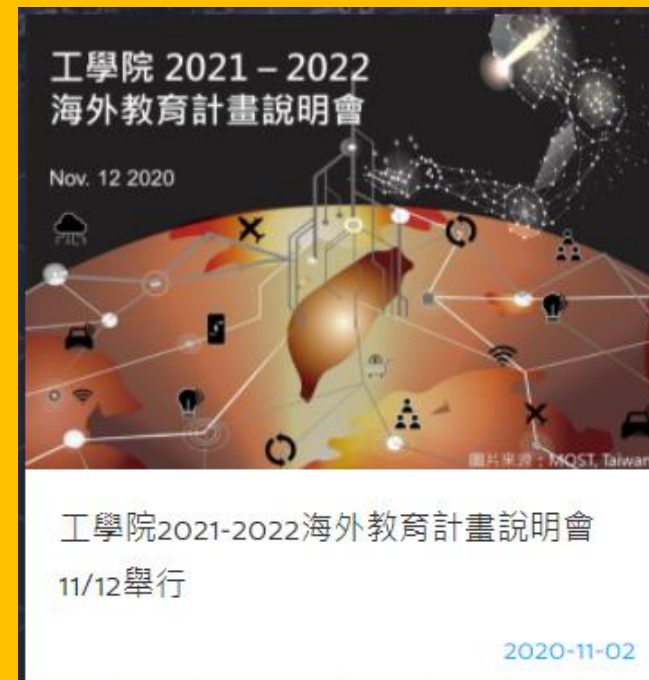 工學院 2021 – 2022
海外教育計畫說明會
Nov. 12 2020
圖片來源：MOST, Taiwan
工學院2021-2022海外教育計畫說明會
11/12舉行
2020-11-02